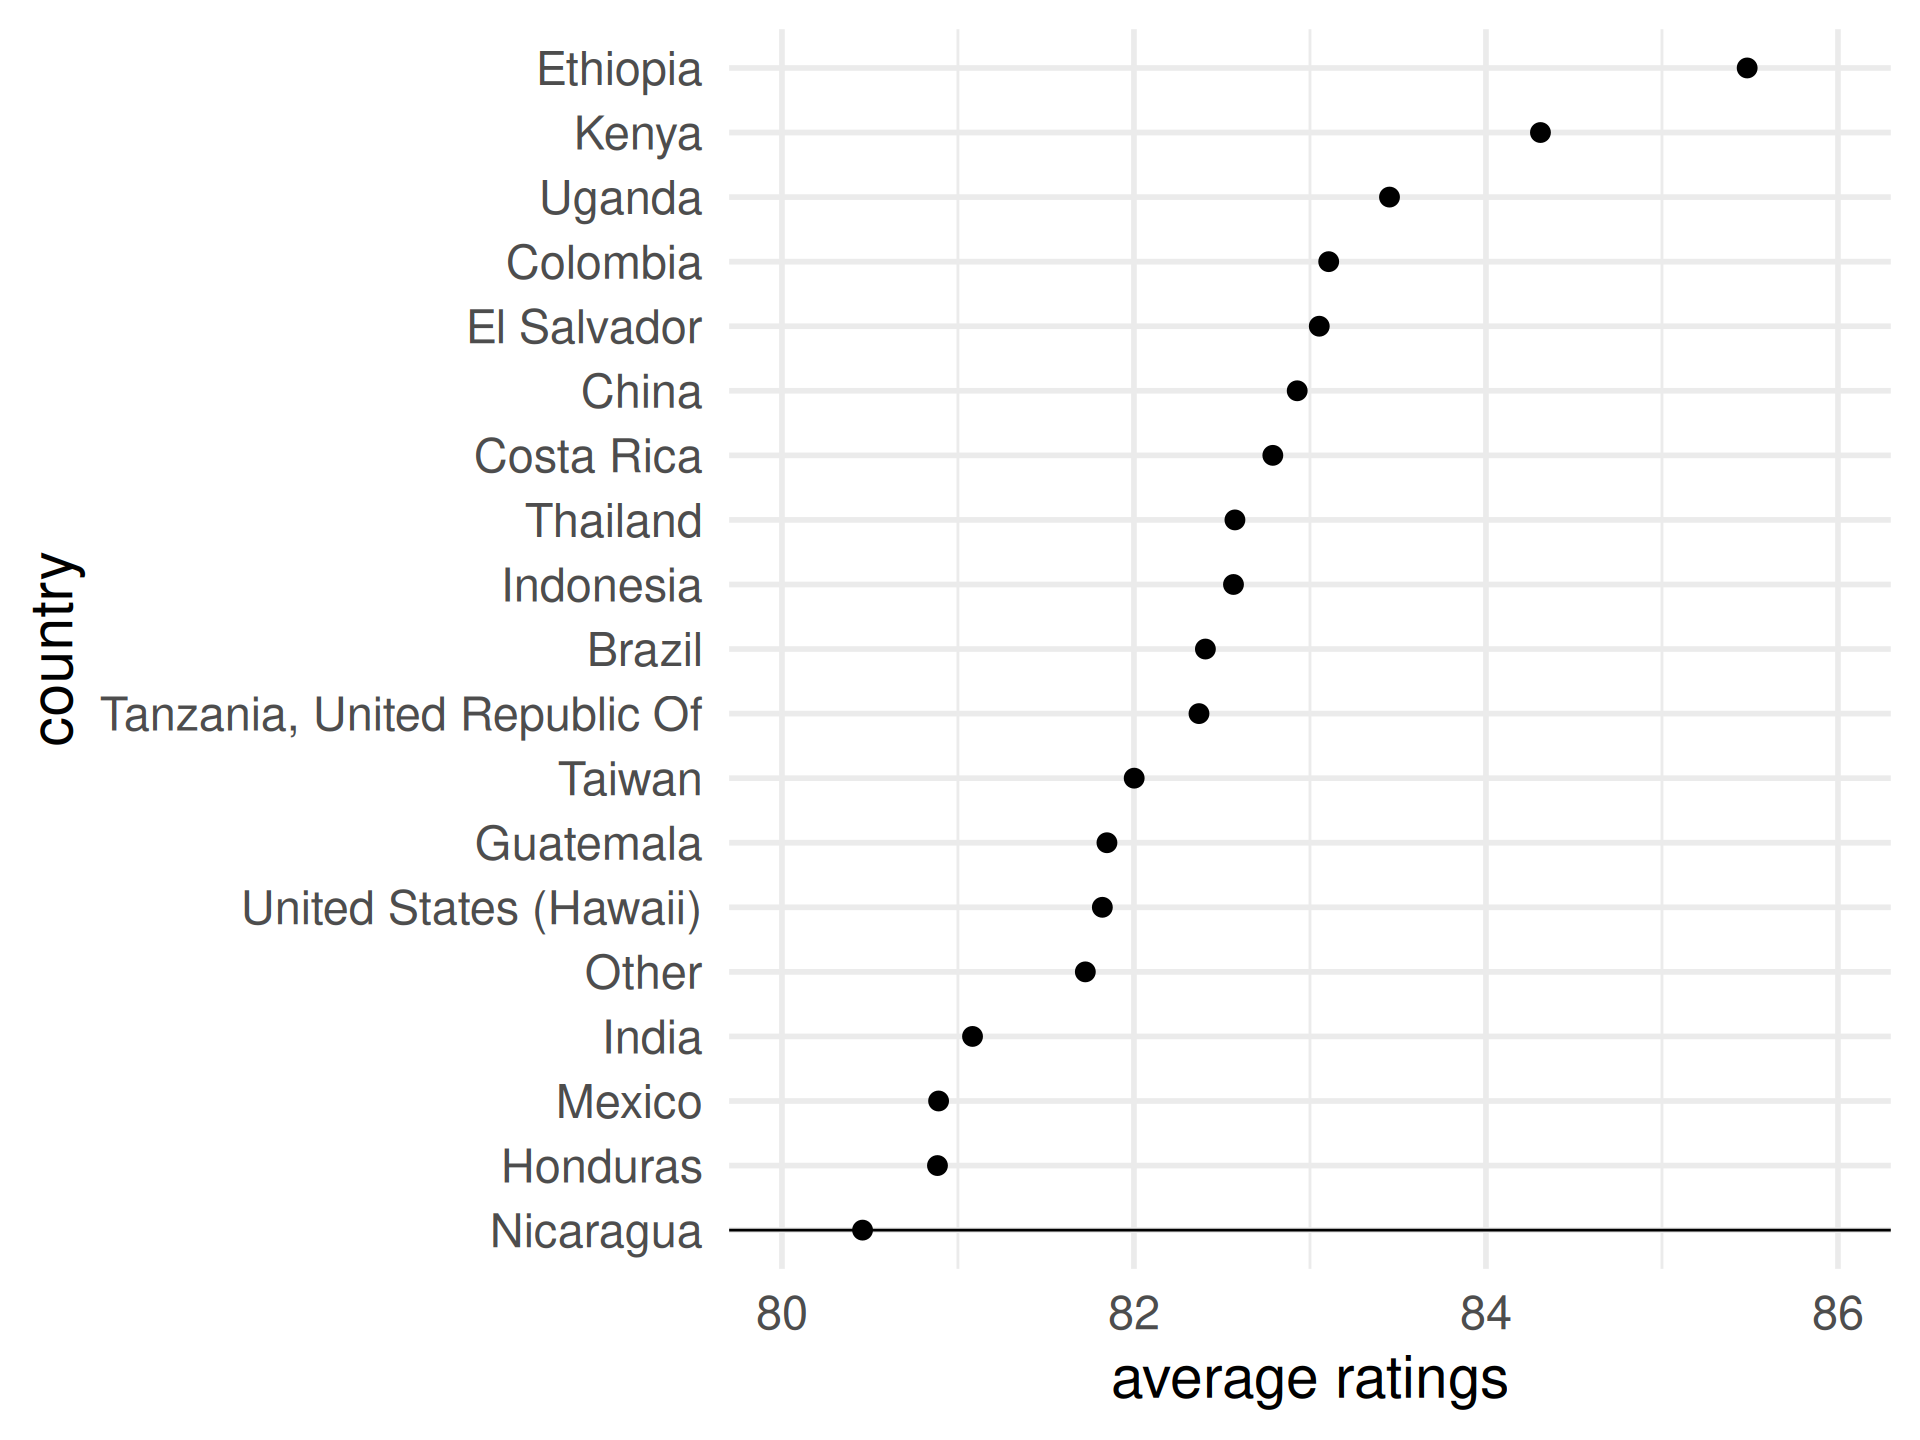 Ethiopia
Kenya
Uganda
Colombia
El Salvador
China
Costa Rica
Thailand
Indonesia
Brazil
Tanzania, United Republic Of
Taiwan
Guatemala
United States (Hawaii)
Other
India
Mexico
Honduras
Nicaragua
country
80 82 84 86
average ratings